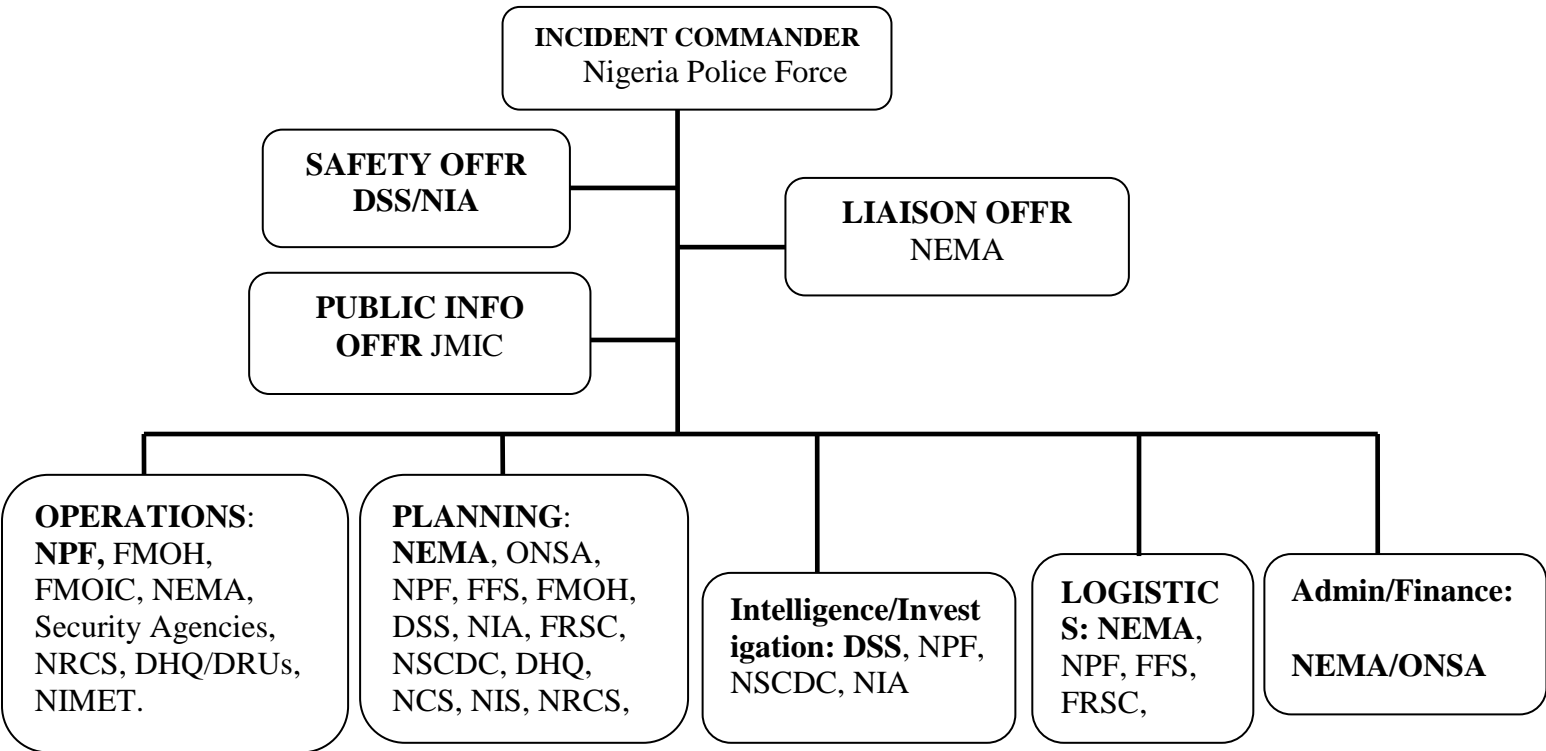 INCIDENT COMMANDER
Nigeria Police Force
SAFETY OFFR
DSS/NIA
LIAISON OFFR
NEMA
PUBLIC INFO
OFFR JMIC
OPERATIONS:
NPF, FMOH,
FMOIC, NEMA,
Security Agencies,
NRCS, DHQ/DRUs,
NIMET.
PLANNING:
NEMA, ONSA,
NPF, FFS, FMOH,
DSS, NIA, FRSC,
NSCDC, DHQ,
NCS, NIS, NRCS,
Intelligence/Invest
igation: DSS, NPF,
NSCDC, NIA
LOGISTIC
S: NEMA,
NPF, FFS,
FRSC,
Admin/Finance:
NEMA/ONSA